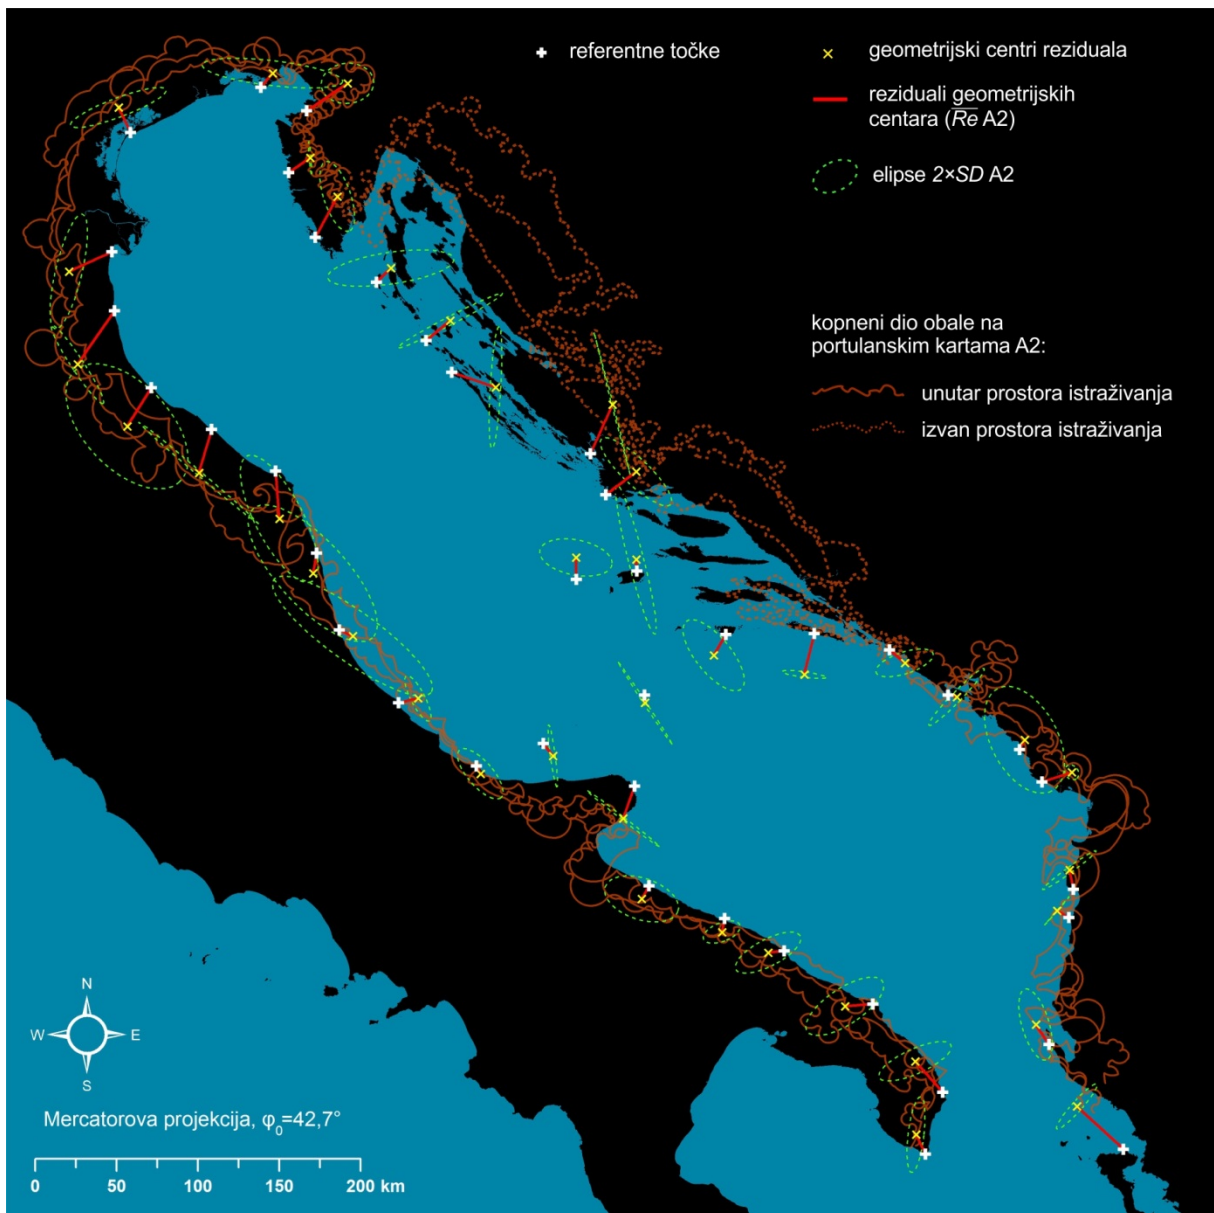 referentne točke
geometrijski centri reziduala
reziduali geometrijskih
centara (R̅e̅ A2)
elipse 2×SD A2
kopneni dio obale na
portulanskim kartama A2:
unutar prostora istraživanja
izvan prostora istraživanja
N
W E
S
Mercatorova projekcija, φ₀=42,7°
0 50 100 150 200 km